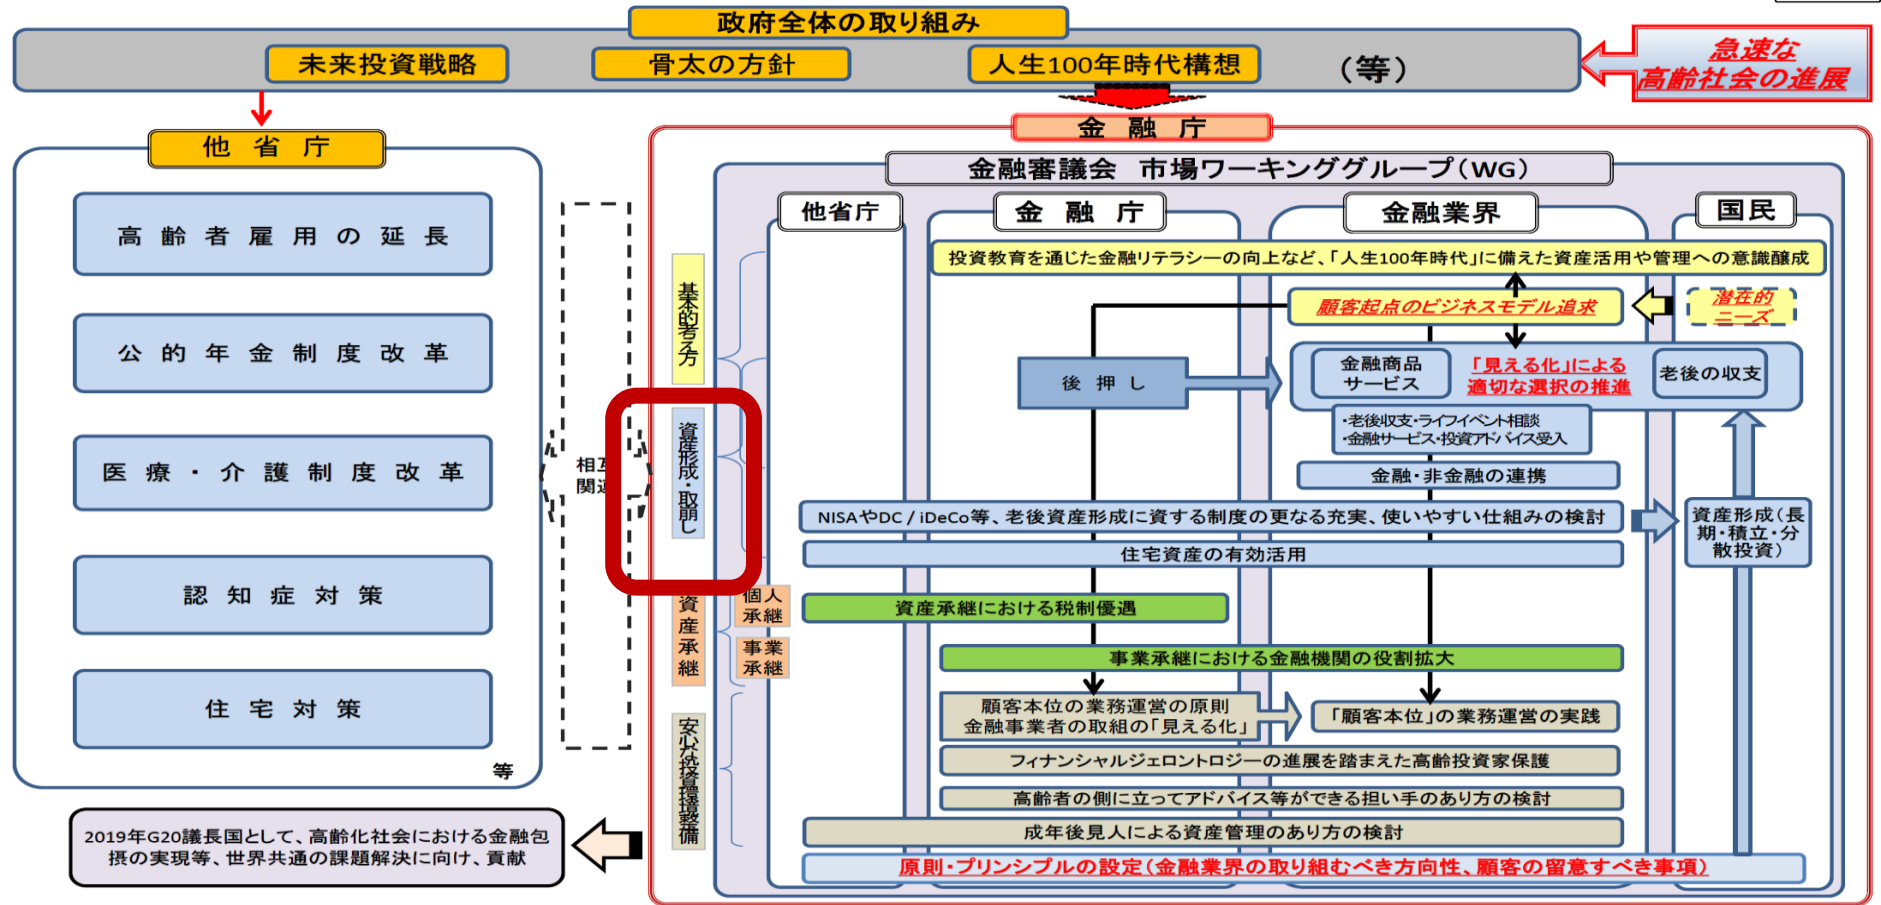 政府全体の取り組み
未来投資戦略
骨太の方針
人生100年時代構想
（等）
急速な
高齢社会の進展
他省庁
高齢者雇用の延長
公的年金制度改革
医療・介護制度改革
認知症対策
住宅対策
等
相互
関連
2019年G20議長国として、高齢化社会における金融包
摂の実現等、世界共通の課題解決に向け、貢献
金融庁
金融審議会　市場ワーキンググループ（WG）
他省庁
金融庁
金融業界
国民
基本的考え方
投資教育を通じた金融リテラシーの向上など、「人生100年時代」に備えた資産活用や管理への意識醸成
顧客起点のビジネスモデル追求
潜在的
ニーズ
後押し
金融商品
サービス
「見える化」による
適切な選択の推進
老後の収支
・老後収支・ライフイベント相談
・金融サービス・投資アドバイス受入
資産形成・取崩し
金融・非金融の連携
NISAやDC / iDeCo等、老後資産形成に資する制度の更なる充実、使いやすい仕組みの検討
資産形成（長
期・積立・分
散投資）
住宅資産の有効活用
資産承継
個人
承継
資産承継における税制優遇
事業
承継
事業承継における金融機関の役割拡大
安心な投資環境整備
顧客本位の業務運営の原則
金融事業者の取組の「見える化」
「顧客本位」の業務運営の実践
フィナンシャルジェロントロジーの進展を踏まえた高齢投資家保護
高齢者の側に立ってアドバイス等ができる担い手のあり方の検討
成年後見人による資産管理のあり方の検討
原則・プリンシプルの設定（金融業界の取り組むべき方向性、顧客の留意すべき事項）